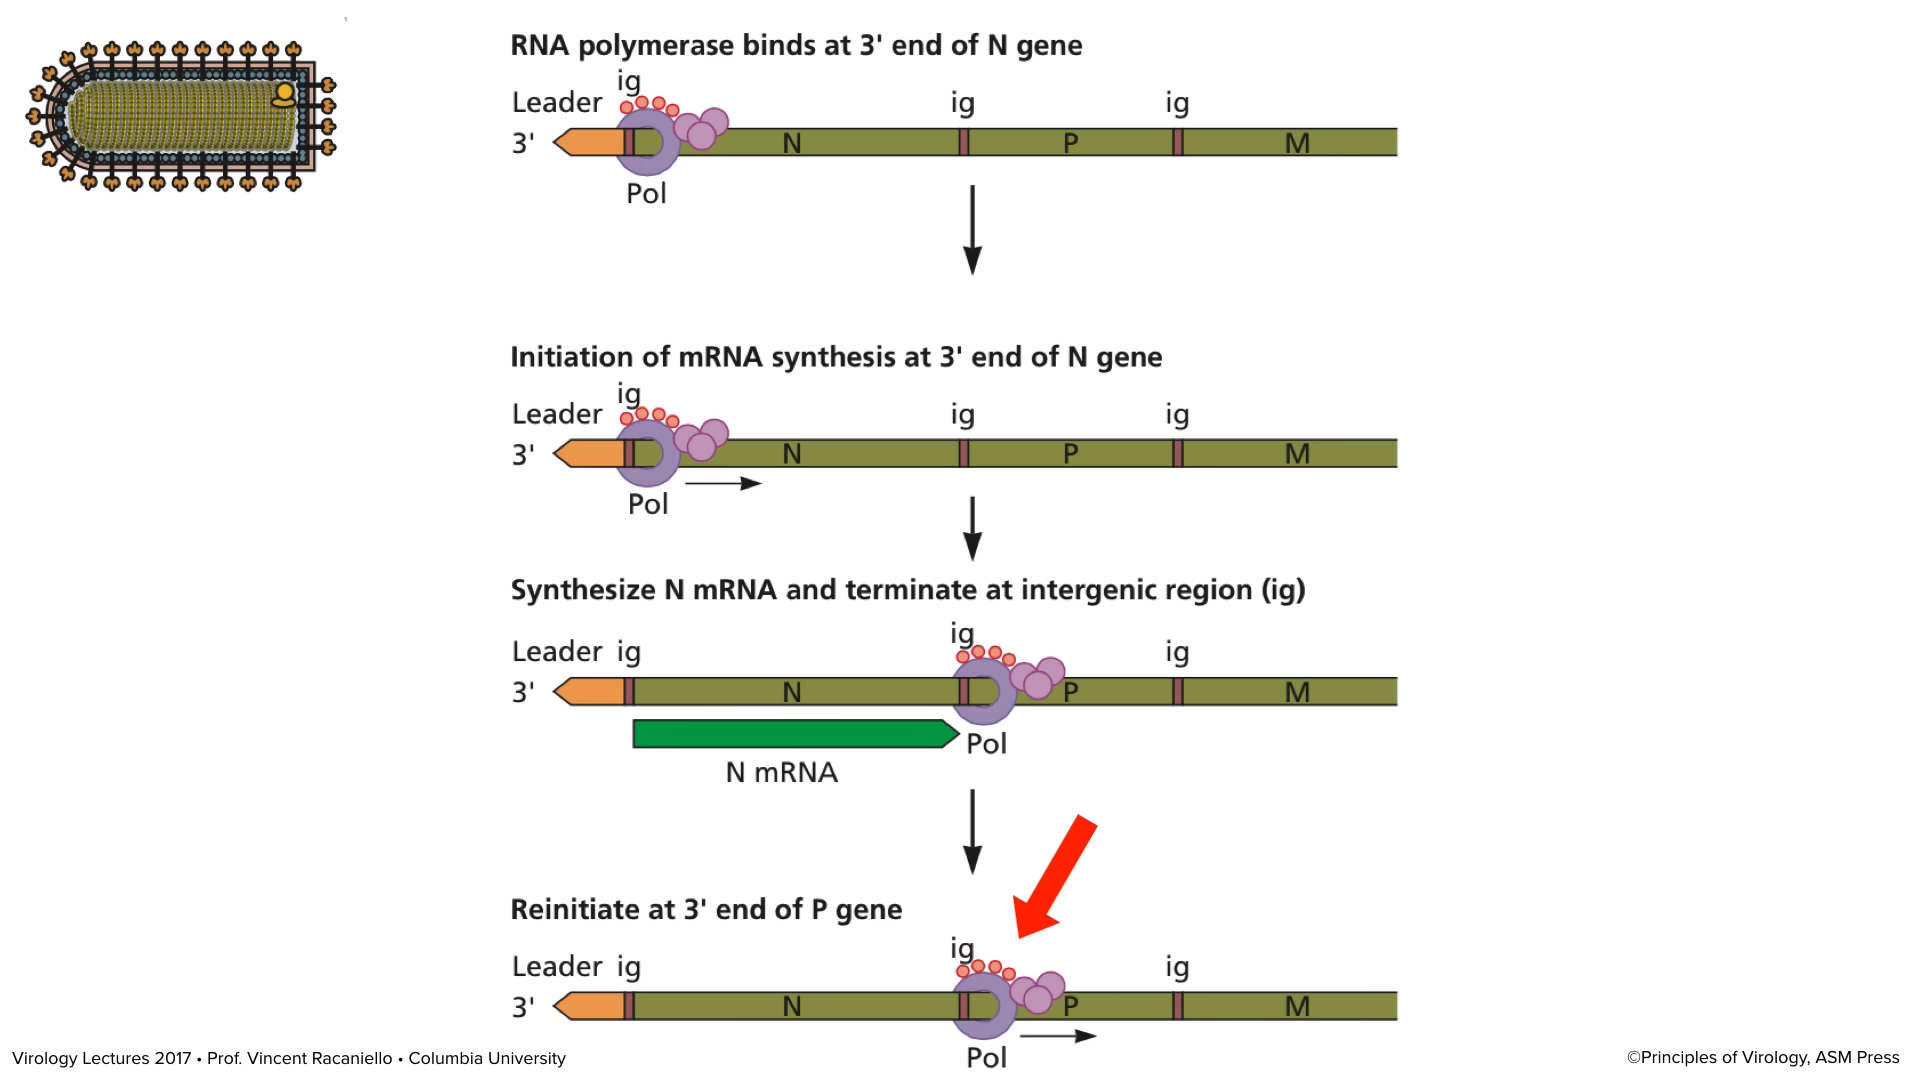 RNA polymerase binds at 3' end of N gene
ig
Leader ig ig
3' N P M
Pol
Initiation of mRNA synthesis at 3' end of N gene
ig
Leader ig ig
3' N P M
Pol
Synthesize N mRNA and terminate at intergenic region (ig)
ig
Leader ig ig
3' N P M
Pol
N mRNA
Reinitiate at 3' end of P gene
ig
Leader ig ig
3' N P M
Pol
Virology Lectures 2017 • Prof. Vincent Racaniello • Columbia University
©Principles of Virology, ASM Press